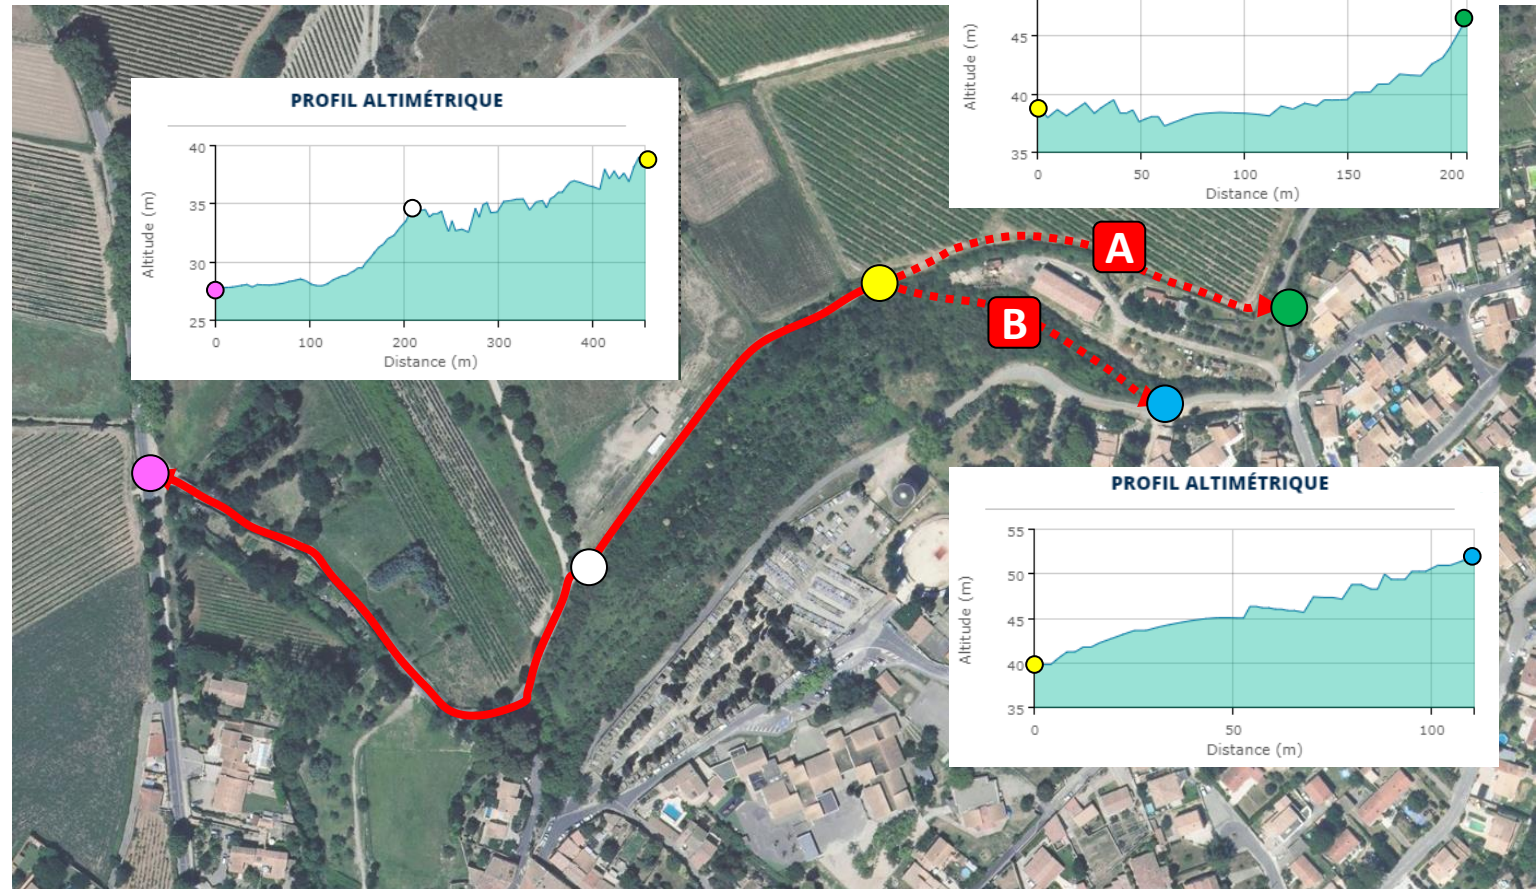 PROFIL ALTIMÉTRIQUE
40
35
30
25
Altitude (m)
0 100 200 300 400
Distance (m)
45
40
35
Altitude (m)
0 50 100 150 200
Distance (m)
A
B
PROFIL ALTIMÉTRIQUE
55
50
45
40
35
Altitude (m)
0 50 100
Distance (m)